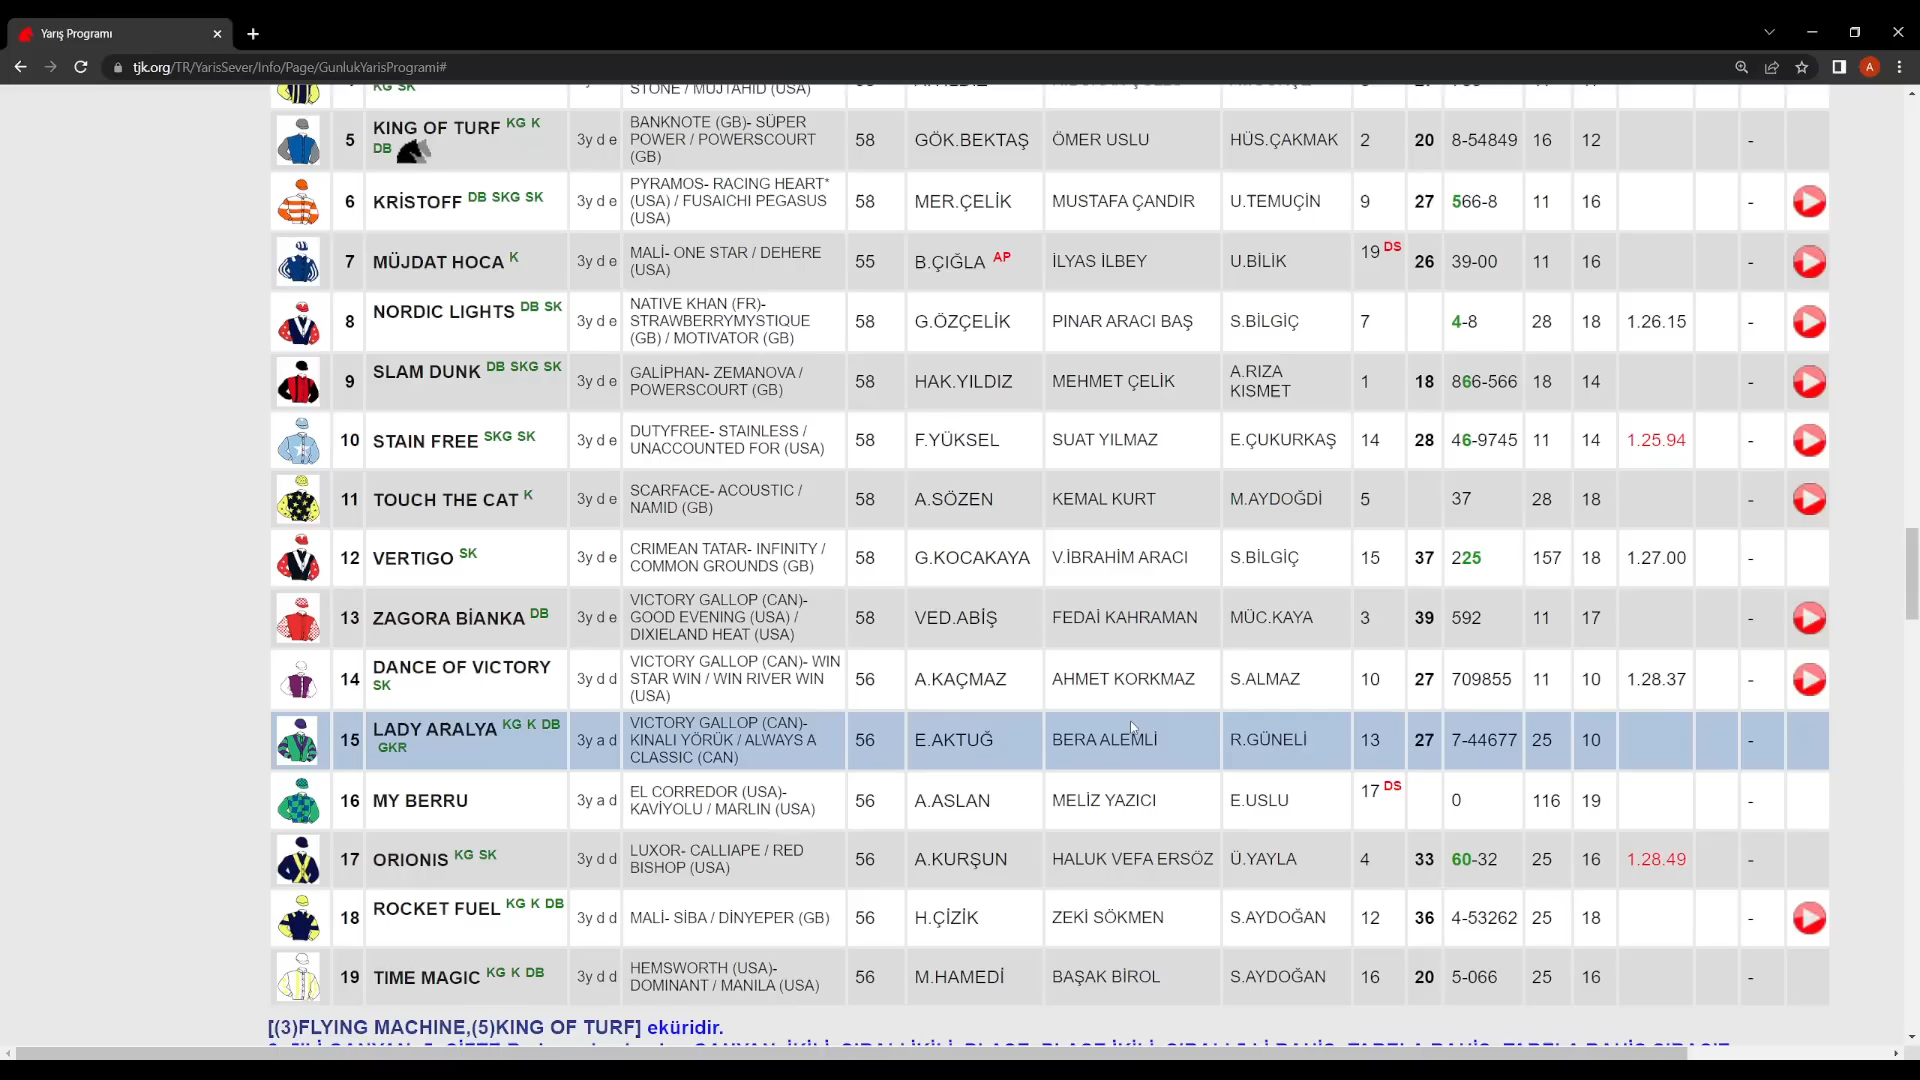 Yarış Programı
tjk.org/TR/YarisSever/Info/Page/GunlukYarisProgrami#
A
KG SK STONE / MUJTAHID (USA)
5 KING OF TURF KG K DB 3y d e BANKNOTE (GB)- SÜPER POWER / POWERSCOURT (GB) 58 GÖK.BEKTAŞ ÖMER USLU HÜS.ÇAKMAK 2 20 8-54849 16 12 -
6 KRİSTOFF DB SKG SK 3y d e PYRAMOS- RACING HEART* (USA) / FUSAICHI PEGASUS (USA) 58 MER.ÇELİK MUSTAFA ÇANDIR U.TEMUÇİN 9 27 566-8 11 16 -
7 MÜJDAT HOCA K 3y d e MALİ- ONE STAR / DEHERE (USA) 55 B.ÇIĞLA AP İLYAS İLBEY U.BİLİK 19 DS 26 39-00 11 16 -
8 NORDIC LIGHTS DB SK 3y d e NATIVE KHAN (FR)- STRAWBERRYMYSTIQUE (GB) / MOTIVATOR (GB) 58 G.ÖZÇELİK PINAR ARACI BAŞ S.BİLGİÇ 7 4-8 28 18 1.26.15 -
9 SLAM DUNK DB SKG SK 3y d e GALİPHAN- ZEMANOVA / POWERSCOURT (GB) 58 HAK.YILDIZ MEHMET ÇELİK A.RIZA KISMET 1 18 866-566 18 14 -
10 STAIN FREE SKG SK 3y d e DUTYFREE- STAINLESS / UNACCOUNTED FOR (USA) 58 F.YÜKSEL SUAT YILMAZ E.ÇUKURKAŞ 14 28 46-9745 11 14 1.25.94 -
11 TOUCH THE CAT K 3y d e SCARFACE- ACOUSTIC / NAMID (GB) 58 A.SÖZEN KEMAL KURT M.AYDOĞDİ 5 37 28 18 -
12 VERTIGO SK 3y d e CRIMEAN TATAR- INFINITY / COMMON GROUNDS (GB) 58 G.KOCAKAYA V.İBRAHİM ARACI S.BİLGİÇ 15 37 225 157 18 1.27.00 -
13 ZAGORA BİANKA DB 3y d e VICTORY GALLOP (CAN)- GOOD EVENING (USA) / DIXIELAND HEAT (USA) 58 VED.ABİŞ FEDAİ KAHRAMAN MÜC.KAYA 3 39 592 11 17 -
14 DANCE OF VICTORY SK 3y d d VICTORY GALLOP (CAN)- WIN STAR WIN / WIN RIVER WIN (USA) 56 A.KAÇMAZ AHMET KORKMAZ S.ALMAZ 10 27 709855 11 10 1.28.37 -
15 LADY ARALYA KG K DB GKR 3y a d VICTORY GALLOP (CAN)- KINALI YÖRÜK / ALWAYS A CLASSIC (CAN) 56 E.AKTUĞ BERA ALEMLİ R.GÜNELİ 13 27 7-44677 25 10 -
16 MY BERRU 3y a d EL CORREDOR (USA)- KAVİYOLU / MARLIN (USA) 56 A.ASLAN MELİZ YAZICI E.USLU 17 DS 0 116 19 -
17 ORIONIS KG SK 3y d d LUXOR- CALLIAPE / RED BISHOP (USA) 56 A.KURŞUN HALUK VEFA ERSÖZ Ü.YAYLA 4 33 60-32 25 16 1.28.49 -
18 ROCKET FUEL KG K DB 3y d d MALİ- SİBA / DİNYEPER (GB) 56 H.ÇİZİK ZEKİ SÖKMEN S.AYDOĞAN 12 36 4-53262 25 18 -
19 TIME MAGIC KG K DB 3y d d HEMSWORTH (USA)- DOMINANT / MANILA (USA) 56 M.HAMEDİ BAŞAK BİROL S.AYDOĞAN 16 20 5-066 25 16 -
[(3)FLYING MACHINE,(5)KING OF TURF] eküridir.